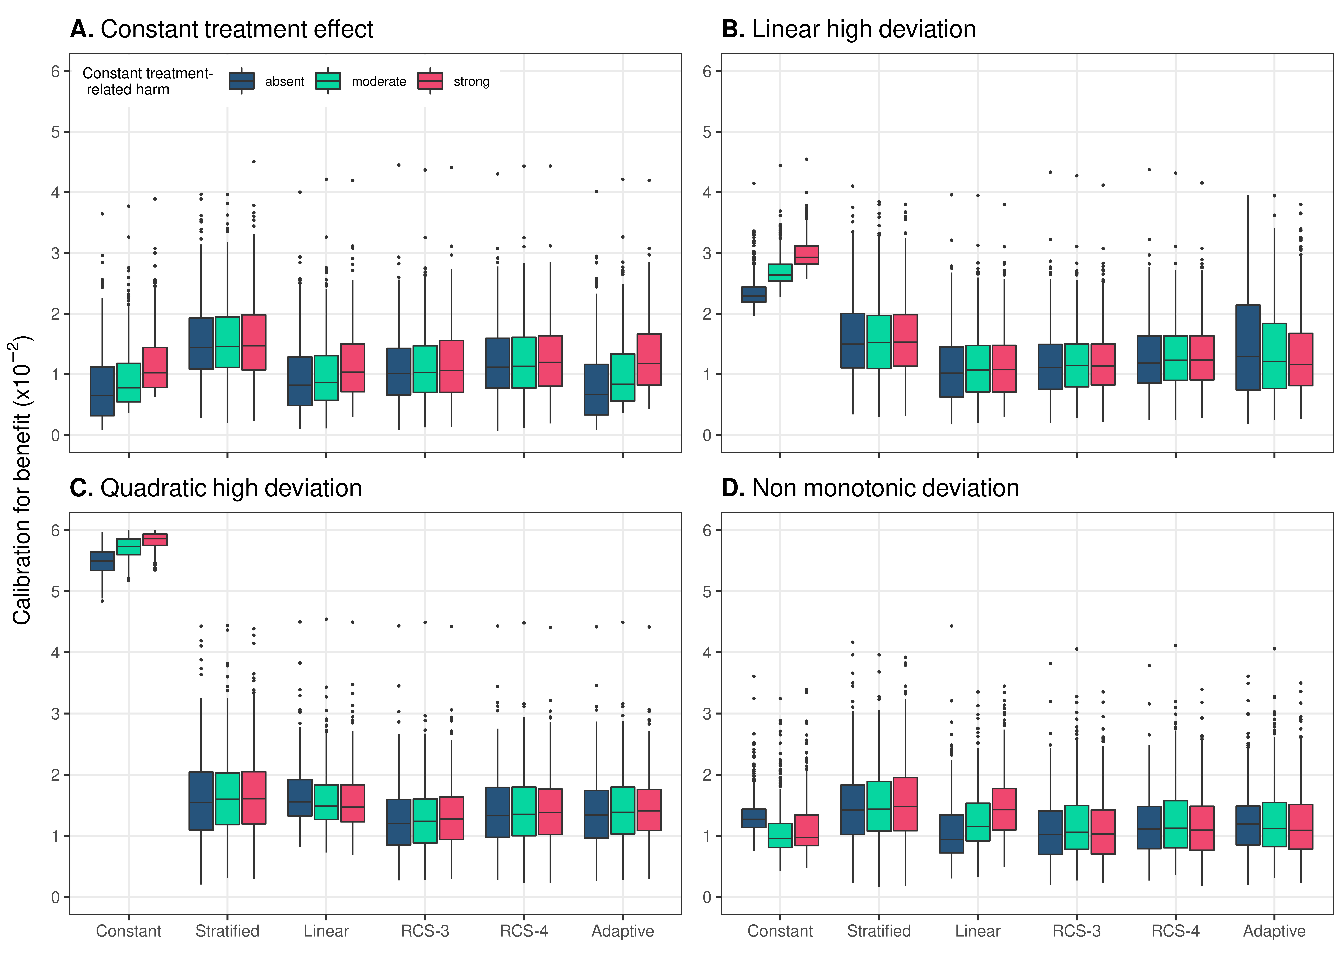 A. Constant treatment effect
B. Linear high deviation
Constant treatment-
related harm
absent
moderate
strong
6
5
4
3
2
1
0
6
5
4
3
2
1
0
Calibration for benefit (x10⁻²)
C. Quadratic high deviation
D. Non monotonic deviation
6
5
4
3
2
1
0
6
5
4
3
2
1
0
Constant Stratified Linear RCS-3 RCS-4 Adaptive
Constant Stratified Linear RCS-3 RCS-4 Adaptive